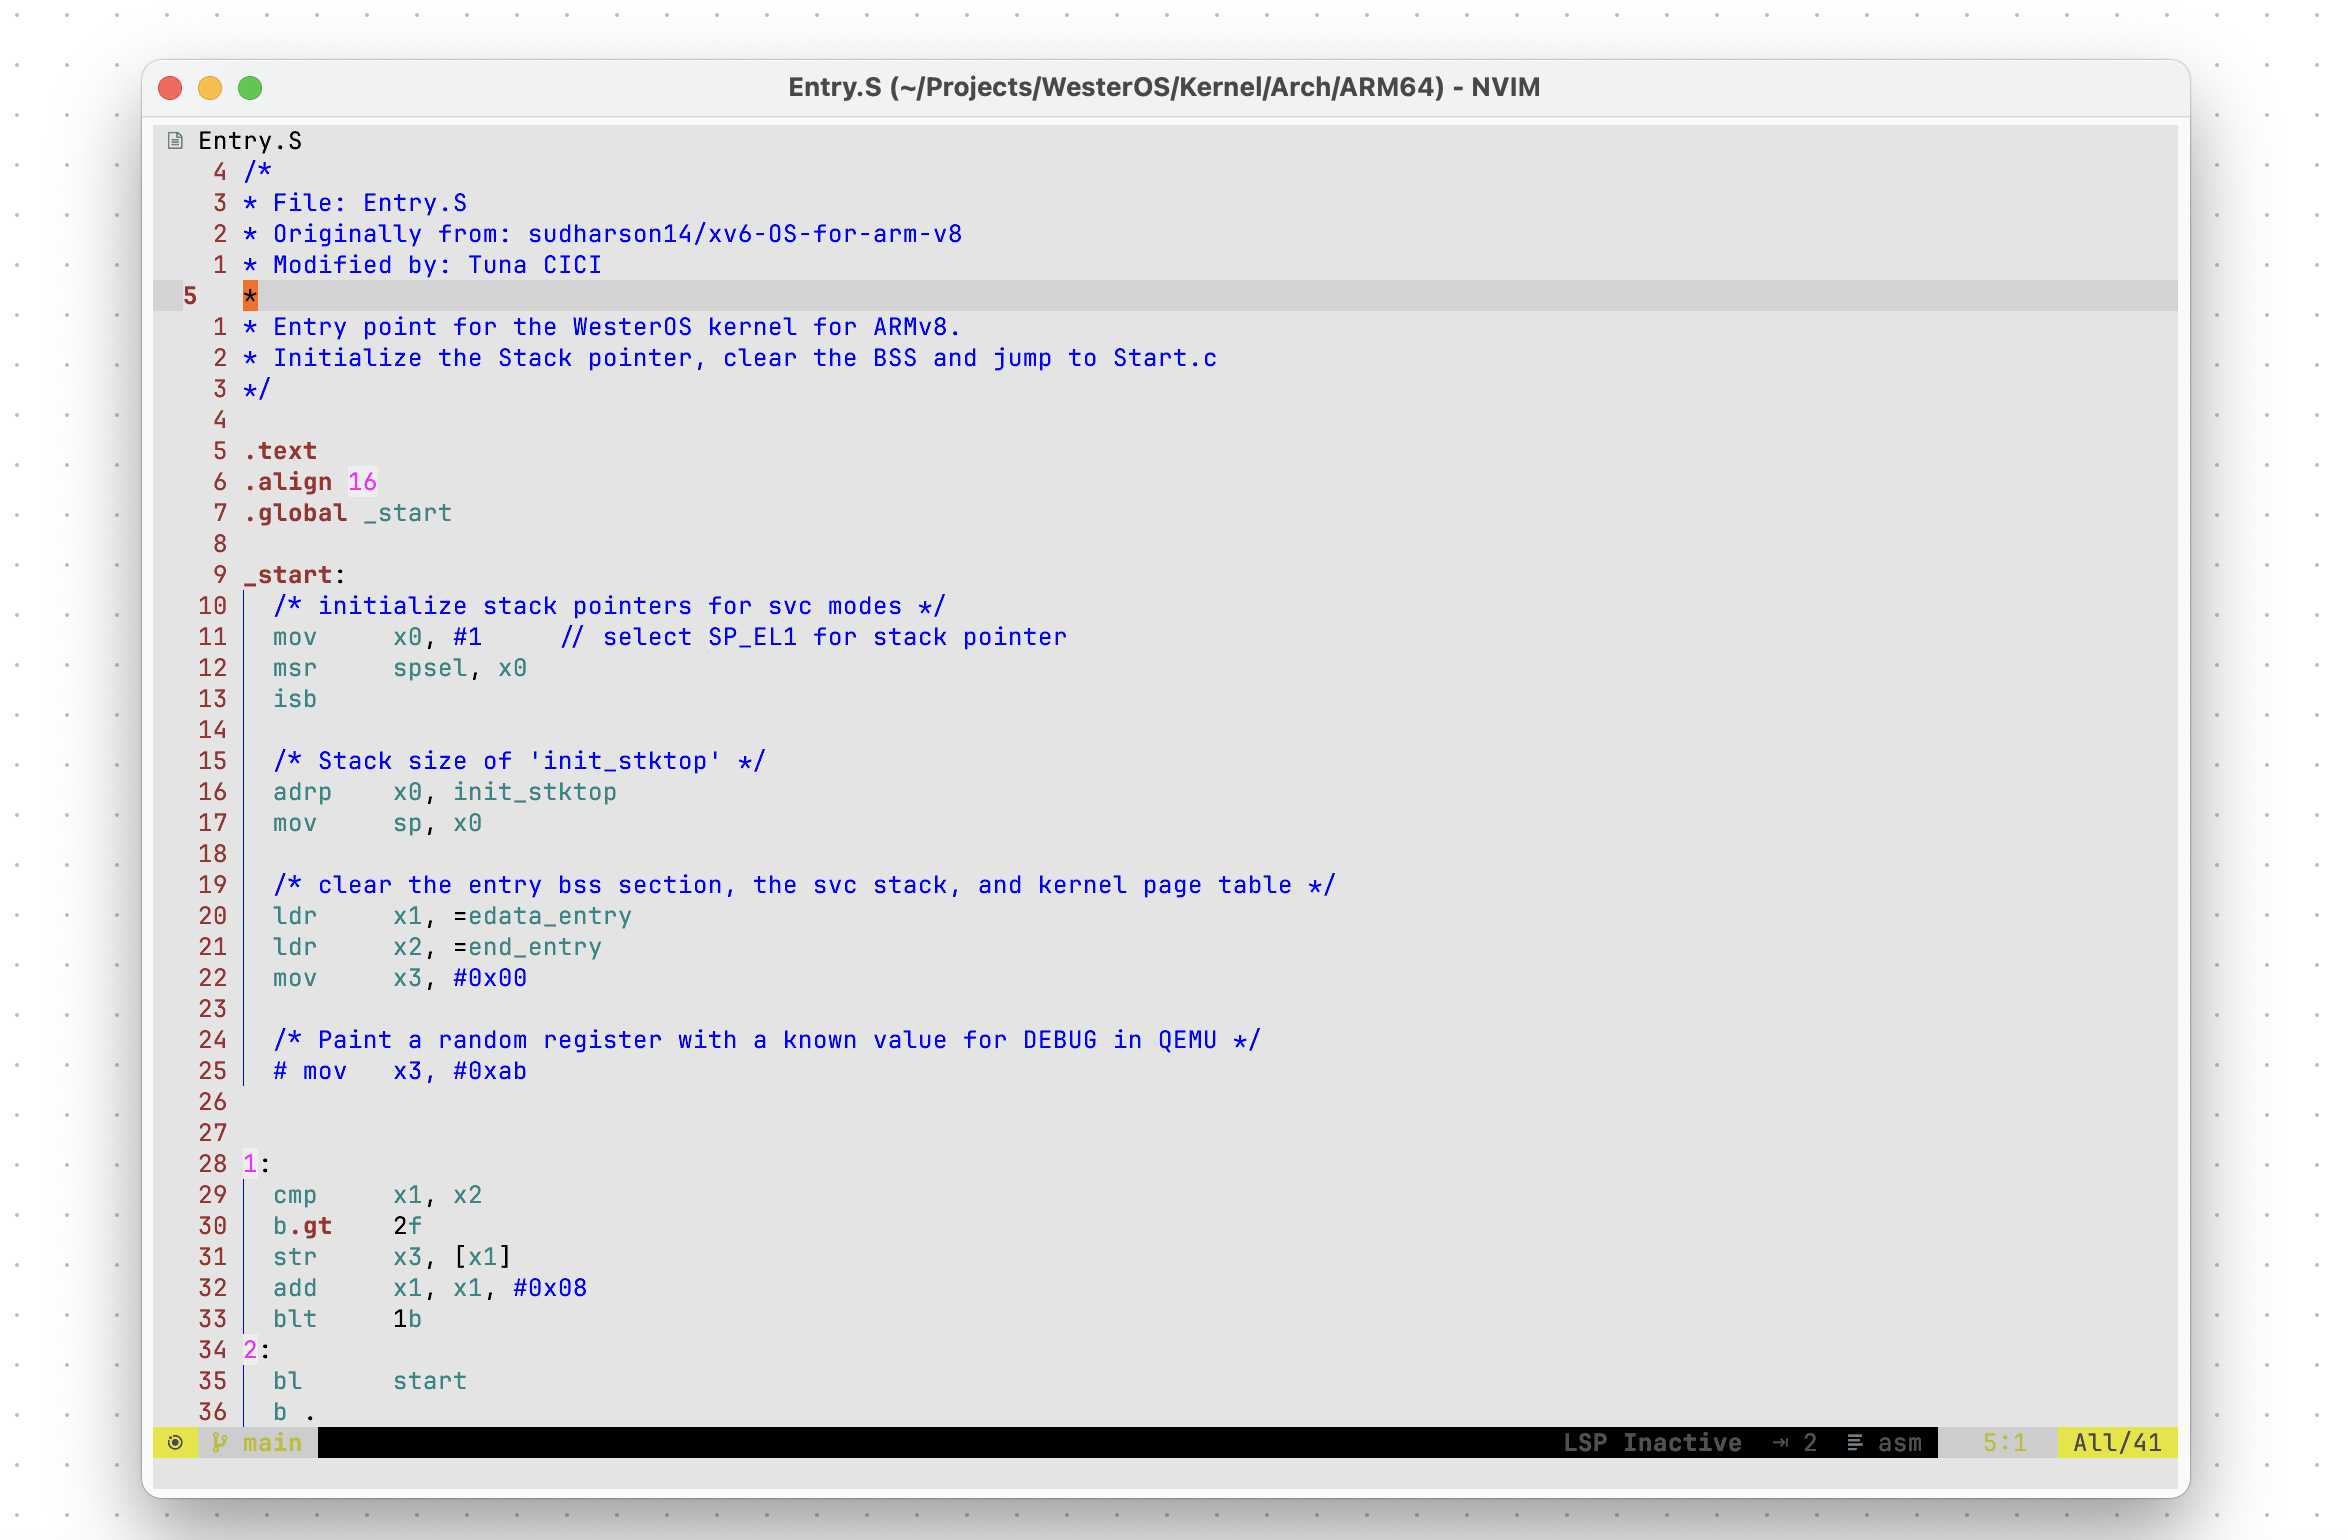 Entry.S (~/Projects/WesterOS/Kernel/Arch/ARM64) - NVIM
Entry.S
4 /*
3 * File: Entry.S
2 * Originally from: sudharson14/xv6-OS-for-arm-v8
1 * Modified by: Tuna CICI
5 *
1 * Entry point for the WesterOS kernel for ARMv8.
2 * Initialize the Stack pointer, clear the BSS and jump to Start.c
3 */
4
5 .text
6 .align 16
7 .global _start
8
9 _start:
10 /* initialize stack pointers for svc modes */
11 mov x0, #1 // select SP_EL1 for stack pointer
12 msr spsel, x0
13 isb
14
15 /* Stack size of 'init_stktop' */
16 adrp x0, init_stktop
17 mov sp, x0
18
19 /* clear the entry bss section, the svc stack, and kernel page table */
20 ldr x1, =edata_entry
21 ldr x2, =end_entry
22 mov x3, #0x00
23
24 /* Paint a random register with a known value for DEBUG in QEMU */
25 # mov x3, #0xab
26
27
28 1:
29 cmp x1, x2
30 b.gt 2f
31 str x3, [x1]
32 add x1, x1, #0x08
33 blt 1b
34 2:
35 bl start
36 b .
main LSP Inactive 2 asm 5:1 All/41